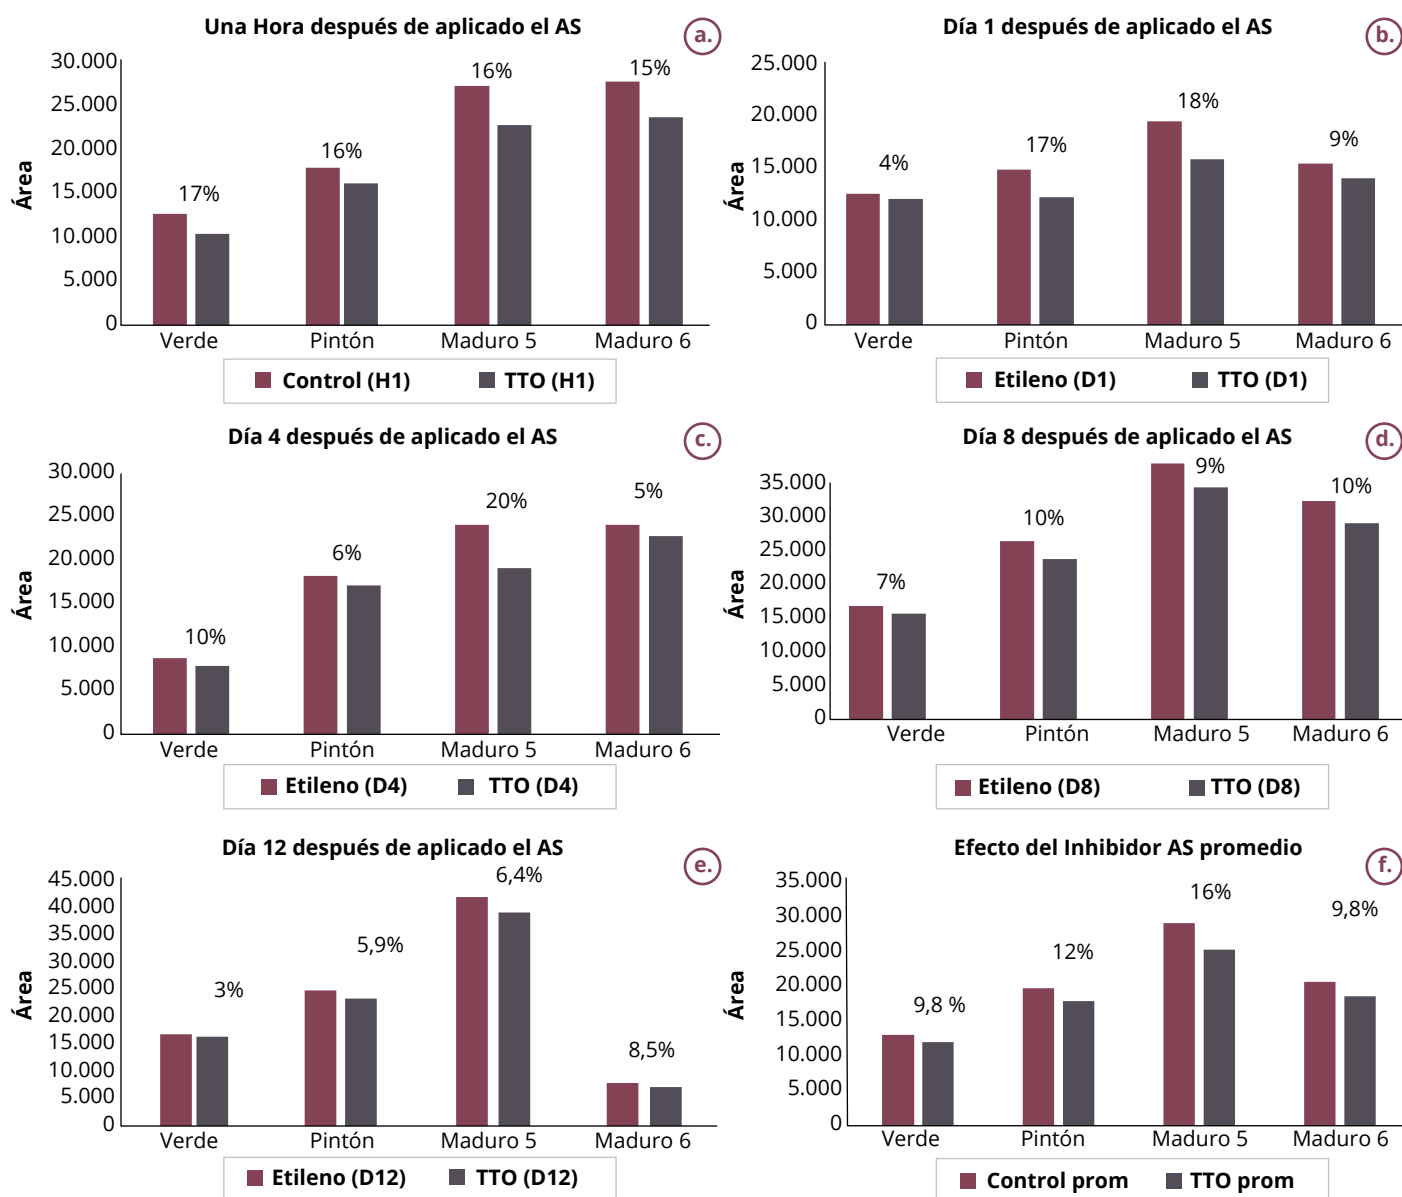 Una Hora después de aplicado el AS
a.
Área
30.000
25.000
20.000
15.000
10.000
5.000
0
17%
16%
16%
15%
Verde Pintón Maduro 5 Maduro 6
Control (H1) TTO (H1)
Día 1 después de aplicado el AS
b.
Área
25.000
20.000
15.000
10.000
5.000
0
4%
17%
18%
9%
Verde Pintón Maduro 5 Maduro 6
Etileno (D1) TTO (D1)
Día 4 después de aplicado el AS
c.
Área
30.000
25.000
20.000
15.000
10.000
5.000
0
10%
6%
20%
5%
Verde Pintón Maduro 5 Maduro 6
Etileno (D4) TTO (D4)
Día 8 después de aplicado el AS
d.
Área
35.000
30.000
25.000
20.000
15.000
10.000
5.000
0
7%
10%
9%
10%
Verde Pintón Maduro 5 Maduro 6
Etileno (D8) TTO (D8)
Día 12 después de aplicado el AS
e.
Área
45.000
40.000
35.000
30.000
25.000
20.000
15.000
10.000
5.000
0
3%
5,9%
6,4%
8,5%
Verde Pintón Maduro 5 Maduro 6
Etileno (D12) TTO (D12)
Efecto del Inhibidor AS promedio
f.
Área
35.000
30.000
25.000
20.000
15.000
10.000
5.000
0
9,8 %
12%
16%
9,8%
Verde Pintón Maduro 5 Maduro 6
Control prom TTO prom